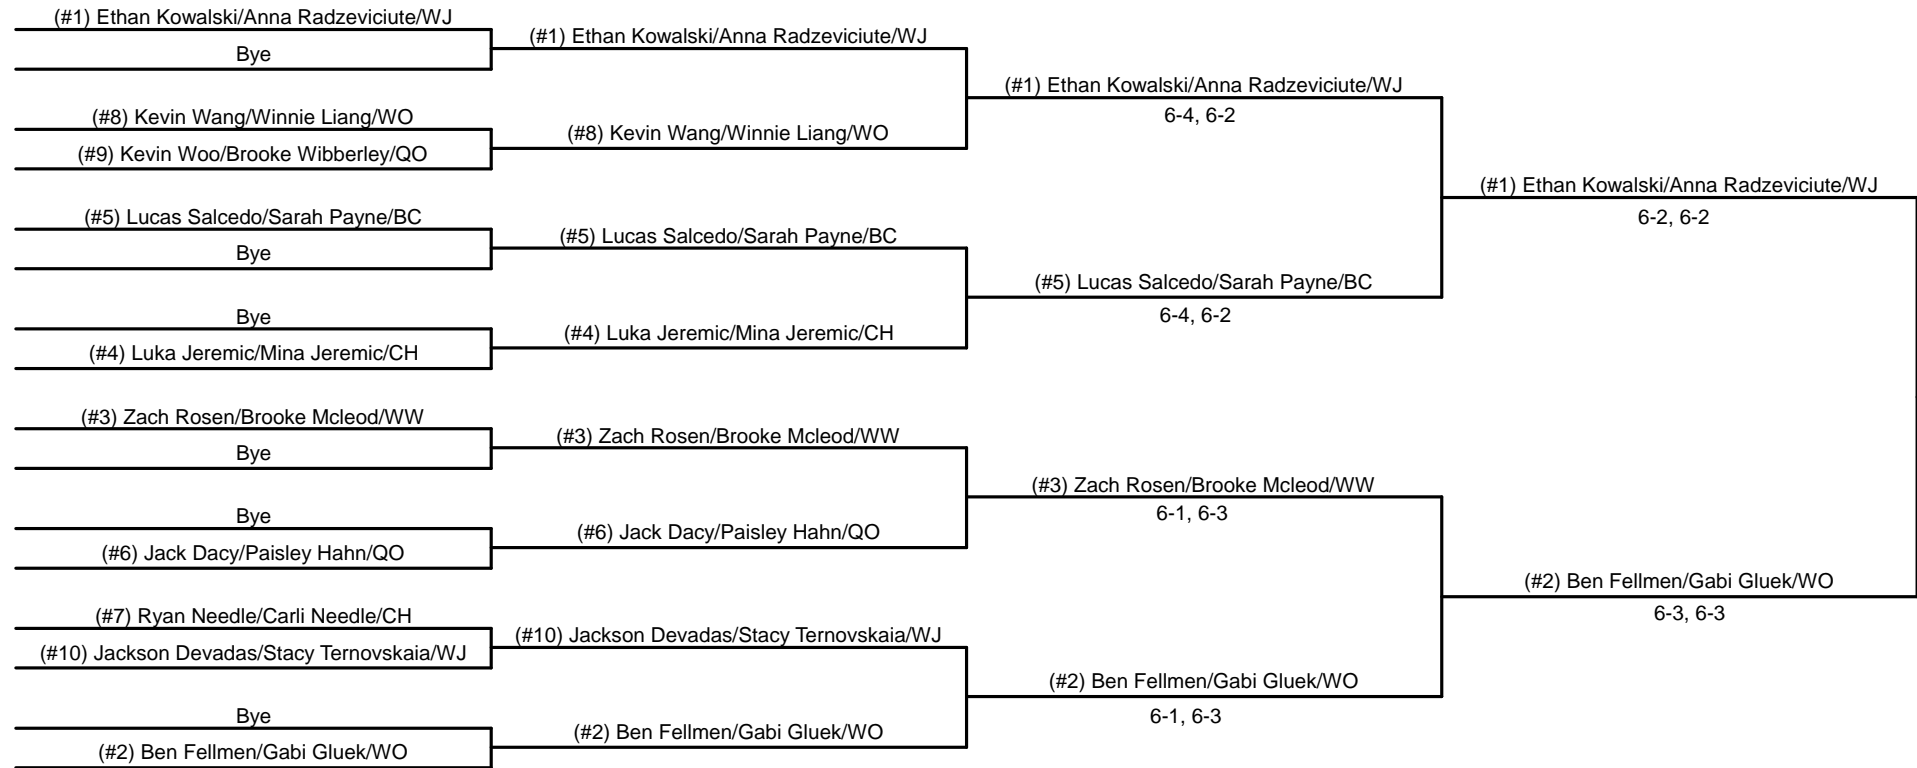 (#1) Ethan Kowalski/Anna Radzeviciute/WJ
Bye
(#8) Kevin Wang/Winnie Liang/WO
(#9) Kevin Woo/Brooke Wibberley/QO
(#5) Lucas Salcedo/Sarah Payne/BC
Bye
Bye
(#4) Luka Jeremic/Mina Jeremic/CH
(#3) Zach Rosen/Brooke Mcleod/WW
Bye
Bye
(#6) Jack Dacy/Paisley Hahn/QO
(#7) Ryan Needle/Carli Needle/CH
(#10) Jackson Devadas/Stacy Ternovskaia/WJ
Bye
(#2) Ben Fellmen/Gabi Gluek/WO
(#1) Ethan Kowalski/Anna Radzeviciute/WJ
(#8) Kevin Wang/Winnie Liang/WO
(#5) Lucas Salcedo/Sarah Payne/BC
(#4) Luka Jeremic/Mina Jeremic/CH
(#3) Zach Rosen/Brooke Mcleod/WW
(#6) Jack Dacy/Paisley Hahn/QO
(#10) Jackson Devadas/Stacy Ternovskaia/WJ
(#2) Ben Fellmen/Gabi Gluek/WO
(#1) Ethan Kowalski/Anna Radzeviciute/WJ
6-4, 6-2
(#5) Lucas Salcedo/Sarah Payne/BC
6-4, 6-2
(#3) Zach Rosen/Brooke Mcleod/WW
6-1, 6-3
(#2) Ben Fellmen/Gabi Gluek/WO
6-1, 6-3
(#1) Ethan Kowalski/Anna Radzeviciute/WJ
6-2, 6-2
(#2) Ben Fellmen/Gabi Gluek/WO
6-3, 6-3